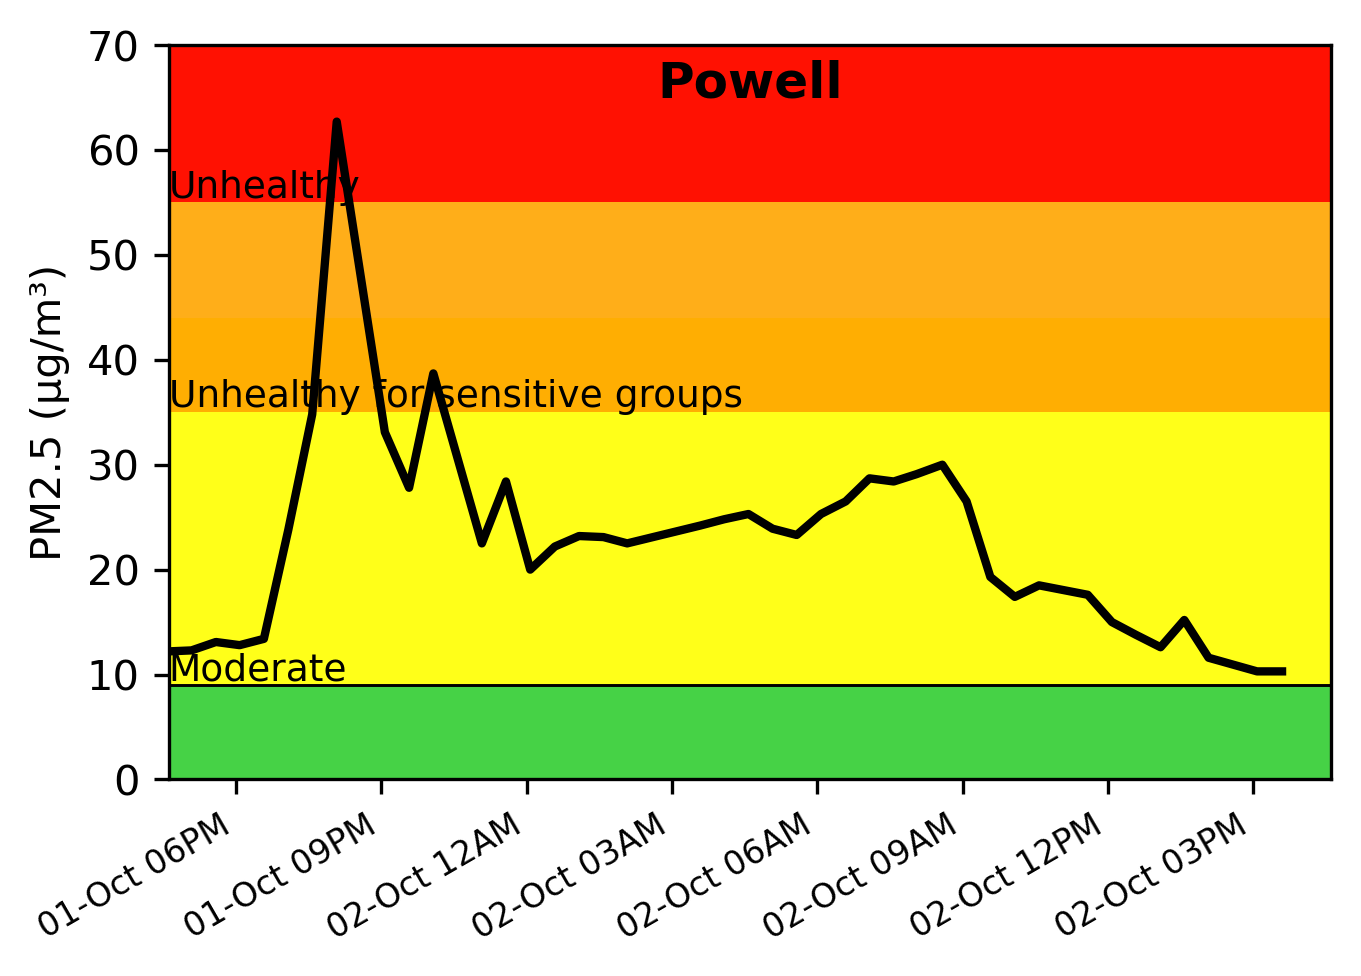 Powell
PM2.5 (µg/m³)
70
60
50
40
30
20
10
0
Unhealthy
Unhealthy for sensitive groups
Moderate
01-Oct 06PM
01-Oct 09PM
02-Oct 12AM
02-Oct 03AM
02-Oct 06AM
02-Oct 09AM
02-Oct 12PM
02-Oct 03PM